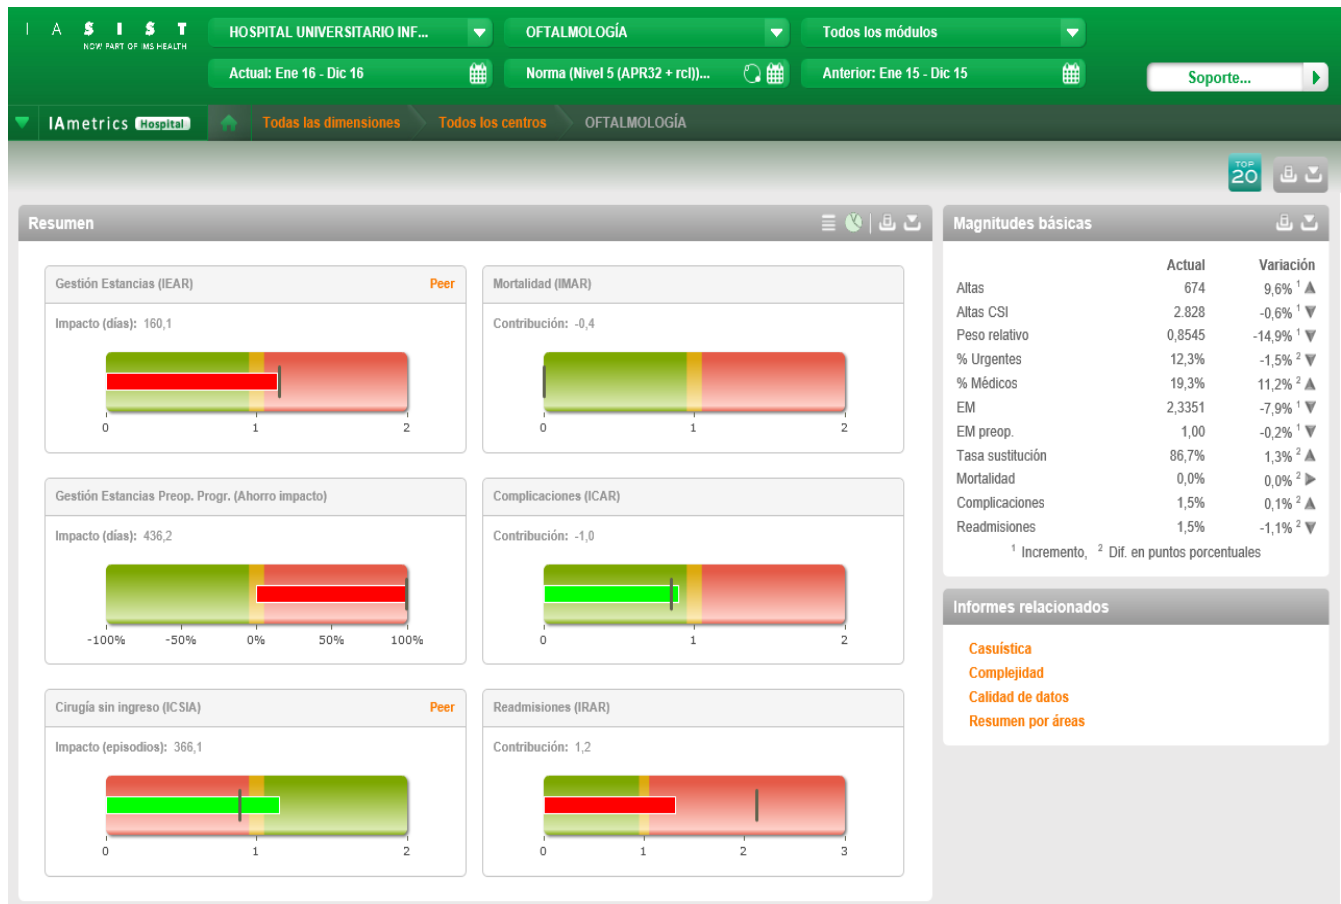 IASIST
NOW PART OF IMS HEALTH
HOSPITAL UNIVERSITARIO INF...
OFTALMOLOGÍA
Todos los módulos
Actual: Ene 16 - Dic 16
Norma (Nivel 5 (APR32 + rcl))...
Anterior: Ene 15 - Dic 15
Soporte...
IAmetrics Hospital
Todas las dimensiones
Todos los centros
OFTALMOLOGÍA
TOP 20
Resumen
Gestión Estancias (IEAR) Peer
Impacto (días): 160,1
0 1 2
Mortalidad (IMAR)
Contribución: -0,4
0 1 2
Gestión Estancias Preop. Progr. (Ahorro impacto)
Impacto (días): 436,2
-100% -50% 0% 50% 100%
Complicaciones (ICAR)
Contribución: -1,0
0 1 2
Cirugía sin ingreso (ICSIA) Peer
Impacto (episodios): 366,1
0 1 2
Readmisiones (IRAR)
Contribución: 1,2
0 1 2 3
Magnitudes básicas
Actual Variación
Altas 674 9,6% 1
Altas CSI 2.828 -0,6% 1
Peso relativo 0,8545 -14,9% 1
% Urgentes 12,3% -1,5% 2
% Médicos 19,3% 11,2% 2
EM 2,3351 -7,9% 1
EM preop. 1,00 -0,2% 1
Tasa sustitución 86,7% 1,3% 2
Mortalidad 0,0% 0,0% 2
Complicaciones 1,5% 0,1% 2
Readmisiones 1,5% -1,1% 2
1 Incremento, 2 Dif. en puntos porcentuales
Informes relacionados
Casuística
Complejidad
Calidad de datos
Resumen por áreas